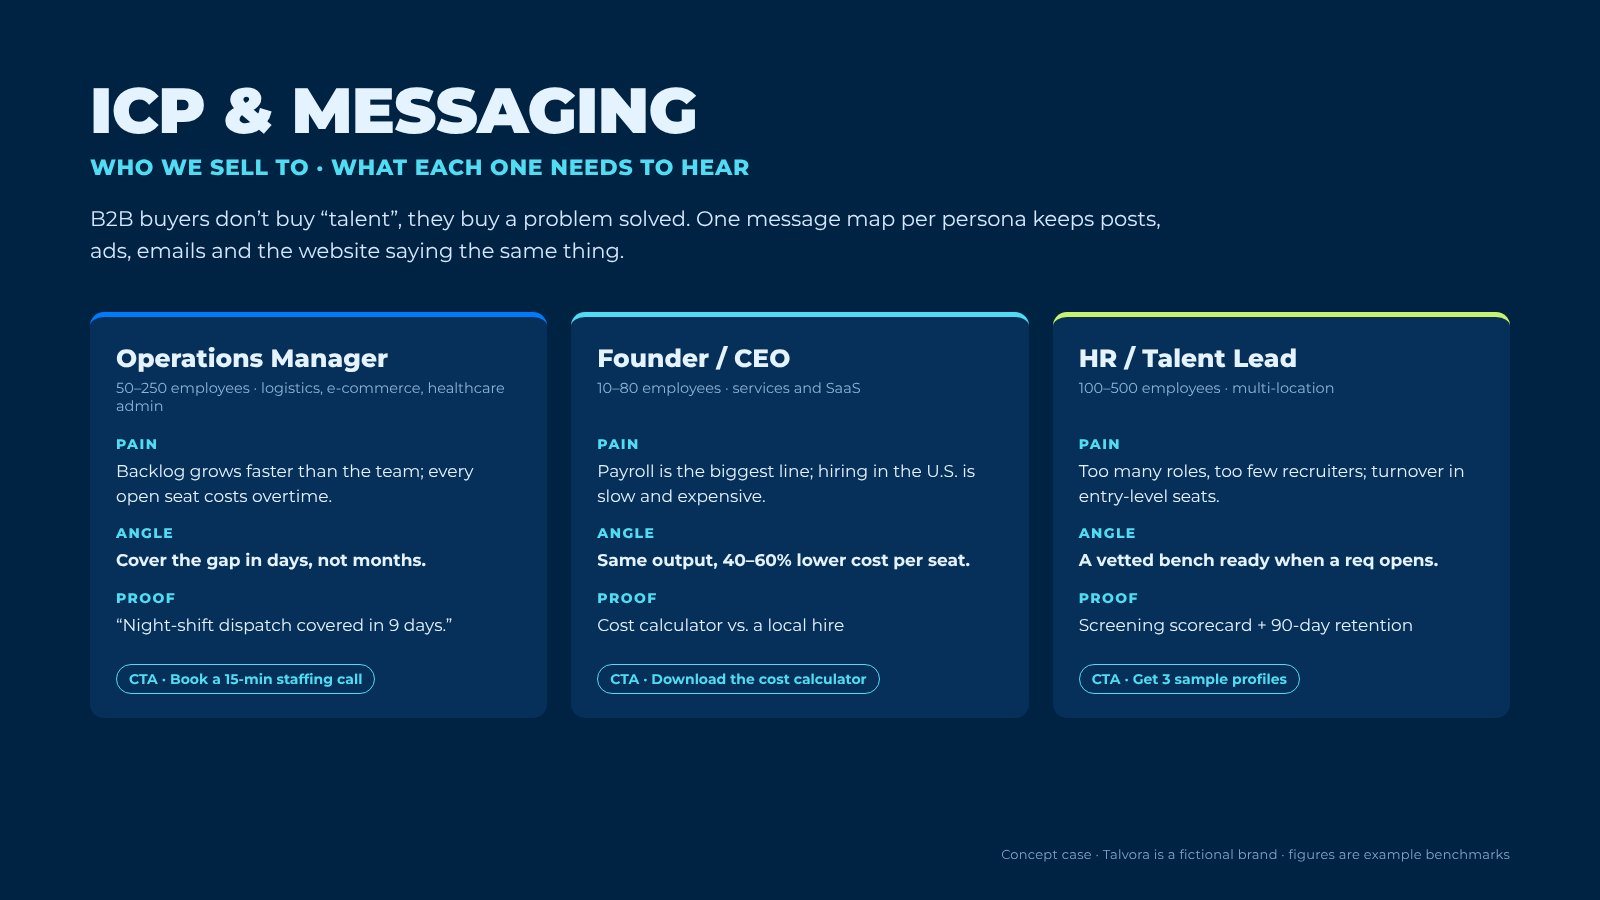 ICP & MESSAGING
WHO WE SELL TO · WHAT EACH ONE NEEDS TO HEAR
B2B buyers don’t buy “talent”, they buy a problem solved. One message map per persona keeps posts,
ads, emails and the website saying the same thing.
Operations Manager
50–250 employees · logistics, e-commerce, healthcare
admin
PAIN
Backlog grows faster than the team; every
open seat costs overtime.
ANGLE
Cover the gap in days, not months.
PROOF
“Night-shift dispatch covered in 9 days.”
CTA · Book a 15-min staffing call
Founder / CEO
10–80 employees · services and SaaS
PAIN
Payroll is the biggest line; hiring in the U.S. is
slow and expensive.
ANGLE
Same output, 40–60% lower cost per seat.
PROOF
Cost calculator vs. a local hire
CTA · Download the cost calculator
HR / Talent Lead
100–500 employees · multi-location
PAIN
Too many roles, too few recruiters; turnover in
entry-level seats.
ANGLE
A vetted bench ready when a req opens.
PROOF
Screening scorecard + 90-day retention
CTA · Get 3 sample profiles
Concept case · Talvora is a fictional brand · figures are example benchmarks